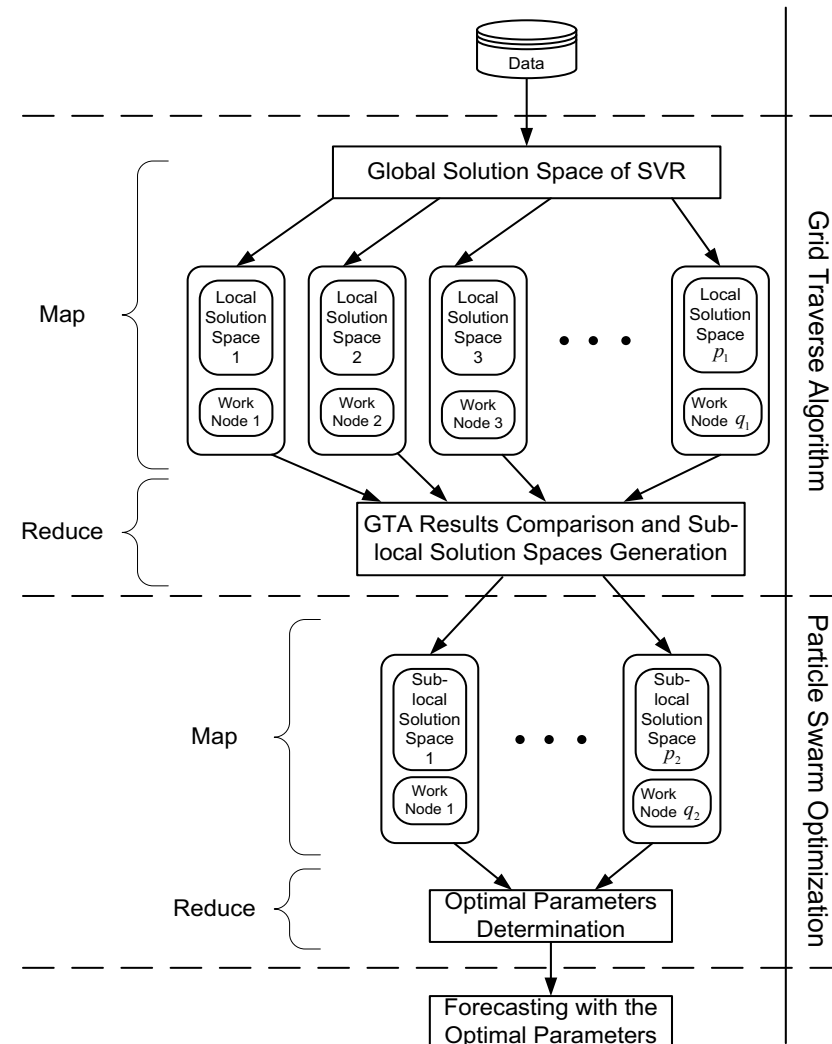 Data
Global Solution Space of SVR
Map
Local
Solution
Space
1
Work
Node 1
Local
Solution
Space
2
Work
Node 2
Local
Solution
Space
3
Work
Node 3
• • •
Local
Solution
Space
p₁
Work
Node q₁
Grid Traverse Algorithm
Reduce
GTA Results Comparison and Sub-
local Solution Spaces Generation
Map
Sub-
local
Solution
Space
1
Work
Node 1
• • •
Sub-
local
Solution
Space
p₂
Work
Node q₂
Particle Swarm Optimization
Reduce
Optimal Parameters
Determination
Forecasting with the
Optimal Parameters